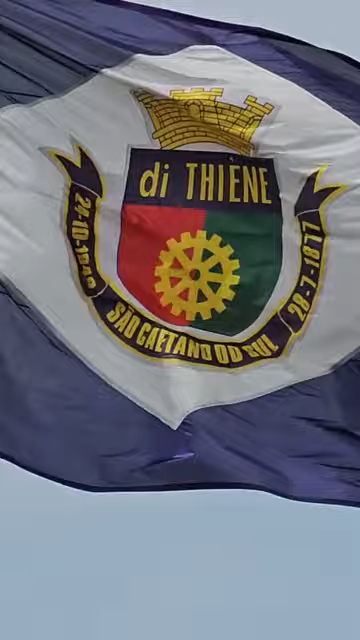 di THIENE
24-10-1948
SÃO CAETANO DO SUL
28-7-1877